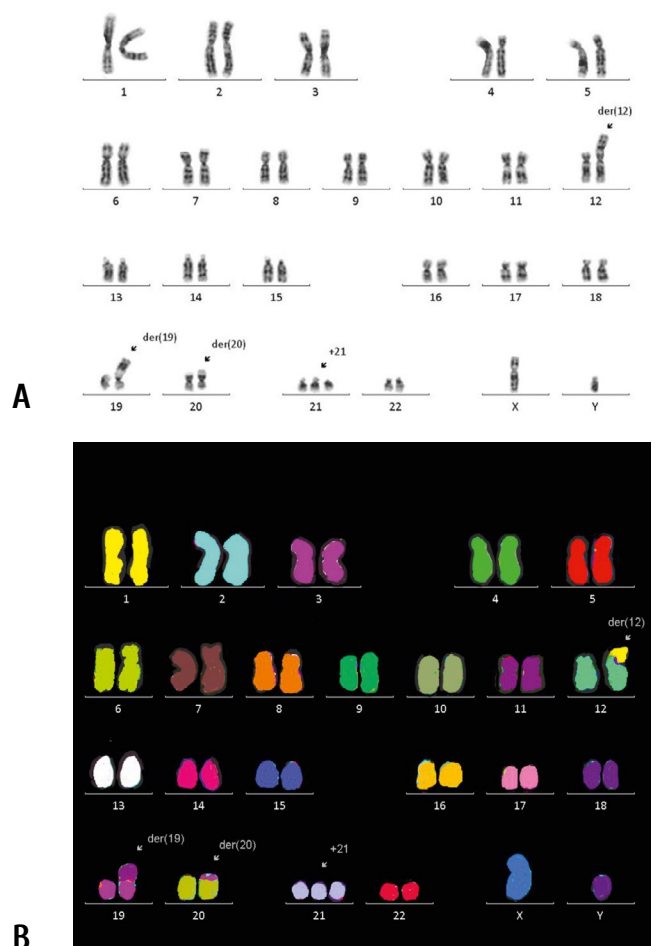 1 2 3 4 5
der(12)
6 7 8 9 10 11 12
13 14 15 16 17 18
der(19) der(20) +21
A
19 20 21 22 X Y
1 2 3 4 5
der(12)
6 7 8 9 10 11 12
13 14 15 16 17 18
der(19) der(20) +21
19 20 21 22 X Y
B